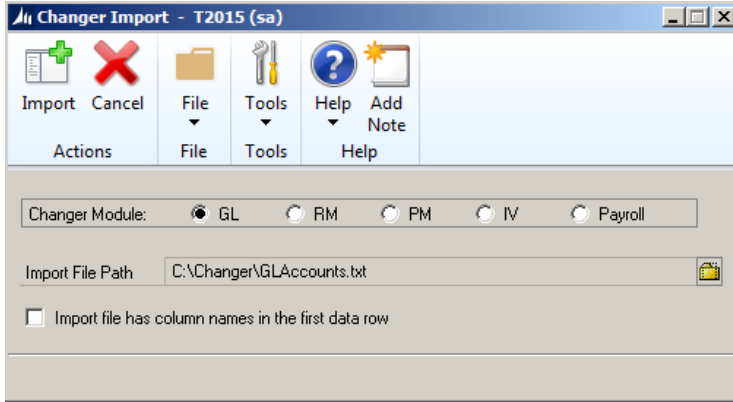 Changer Import - T2015 (sa)
Import Cancel File Tools Help Add Note
Actions File Tools Help
Changer Module: GL RM PM IV Payroll
Import File Path C:\Changer\GLAccounts.txt
Import file has column names in the first data row